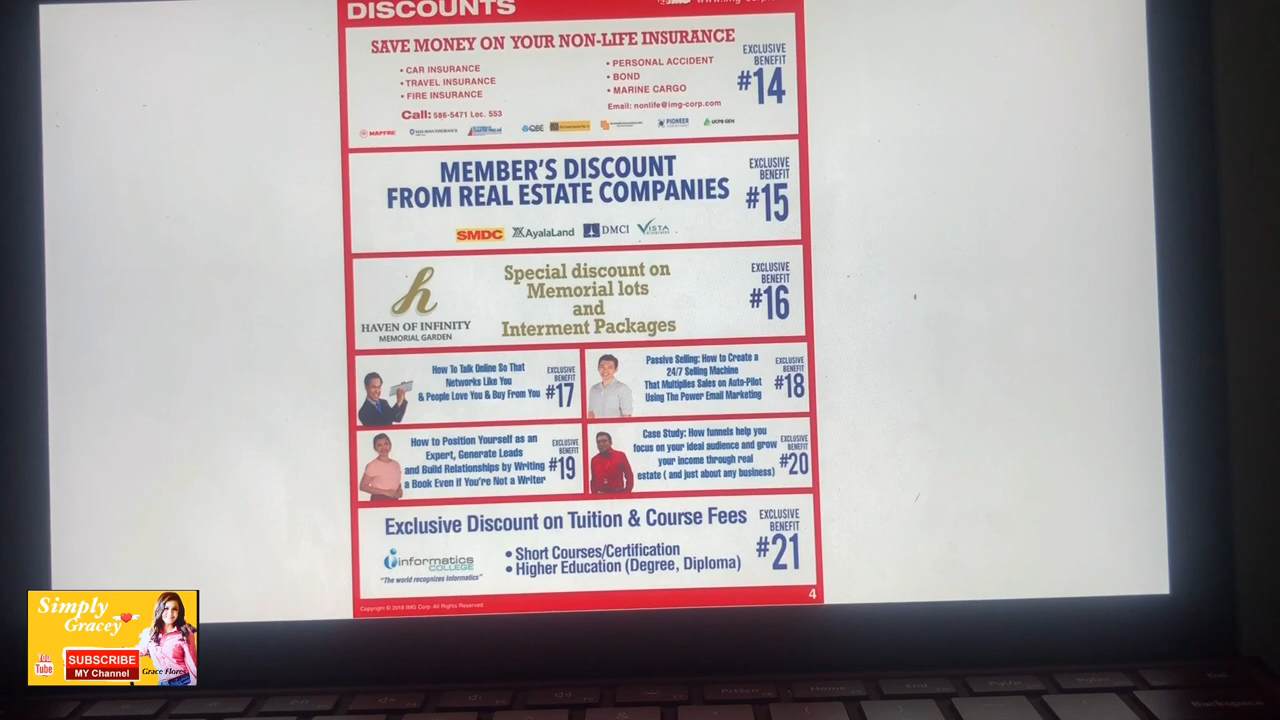 DISCOUNTS
SAVE MONEY ON YOUR NON-LIFE INSURANCE
• CAR INSURANCE
• TRAVEL INSURANCE
• FIRE INSURANCE
• PERSONAL ACCIDENT
• BOND
• MARINE CARGO
Call: 586-5471 Loc. 553
Email: nonlife@img-corp.com
EXCLUSIVE
BENEFIT
#14
MAPFRE
QBE
PIONEER
UCPB GEN
MEMBER'S DISCOUNT
FROM REAL ESTATE COMPANIES
EXCLUSIVE
BENEFIT
#15
SMDC
AyalaLand
DMCI
VISTA
h
HAVEN OF INFINITY
MEMORIAL GARDEN
Special discount on
Memorial lots
and
Interment Packages
EXCLUSIVE
BENEFIT
#16
How To Talk Online So That
Networks Like You
& People Love You & Buy From You
EXCLUSIVE
BENEFIT
#17
Passive Selling: How to Create a
24/7 Selling Machine
That Multiplies Sales on Auto-Pilot
Using The Power Email Marketing
EXCLUSIVE
BENEFIT
#18
How to Position Yourself as an
Expert, Generate Leads
and Build Relationships by Writing
a Book Even if You're Not a Writer
EXCLUSIVE
BENEFIT
#19
Case Study: How funnels help you
focus on your ideal audience and grow
your income through real
estate ( and just about any business)
EXCLUSIVE
BENEFIT
#20
Exclusive Discount on Tuition & Course Fees
informatics
COLLEGE
"The world recognizes Informatics"
• Short Courses/Certification
• Higher Education (Degree, Diploma)
EXCLUSIVE
BENEFIT
#21
Copyright © 2018 IMG Corp. All Rights Reserved
4
Simply
Gracey
You
Tube
SUBSCRIBE
MY Channel
Grace Flores
PrtScn
Home
End
PgUp
PgDn
Del
Backspace